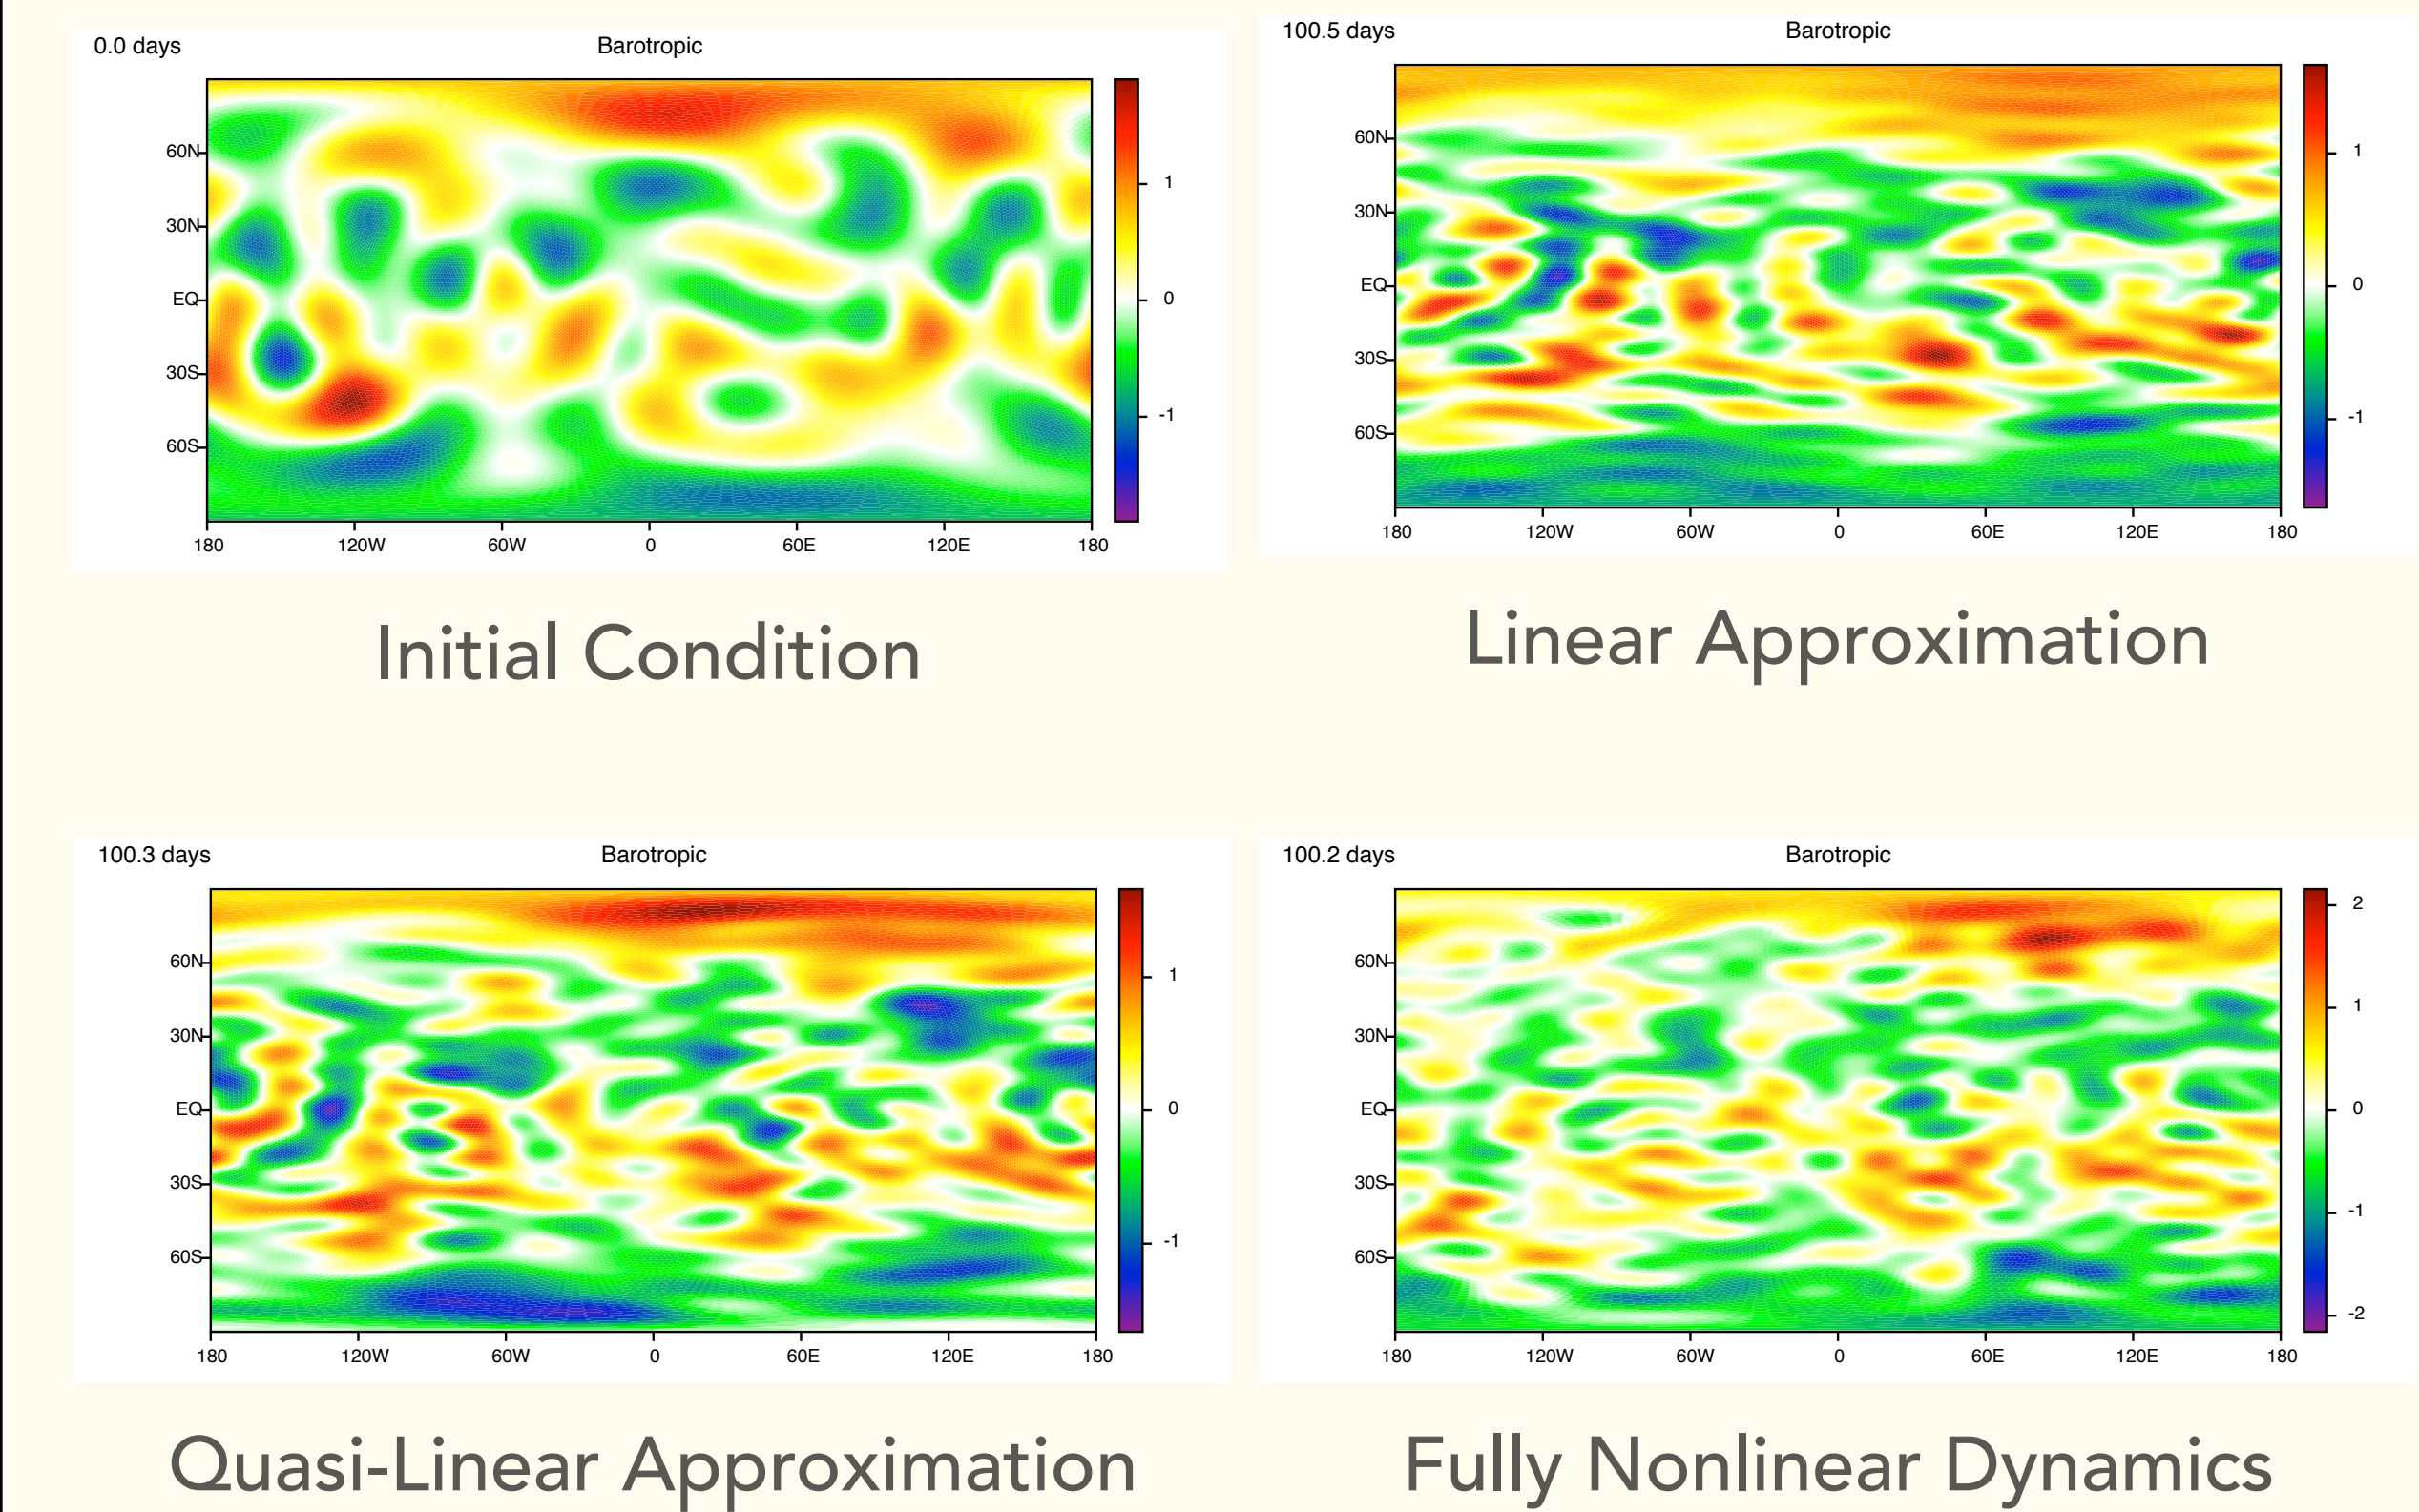 0.0 days Barotropic
60N
30N
EQ
30S
60S
1
0
-1
180 120W 60W 0 60E 120E 180
Initial Condition
100.5 days Barotropic
60N
30N
EQ
30S
60S
1
0
-1
180 120W 60W 0 60E 120E 180
Linear Approximation
100.3 days Barotropic
60N
30N
EQ
30S
60S
1
0
-1
180 120W 60W 0 60E 120E 180
Quasi-Linear Approximation
100.2 days Barotropic
60N
30N
EQ
30S
60S
2
1
0
-1
-2
180 120W 60W 0 60E 120E 180
Fully Nonlinear Dynamics